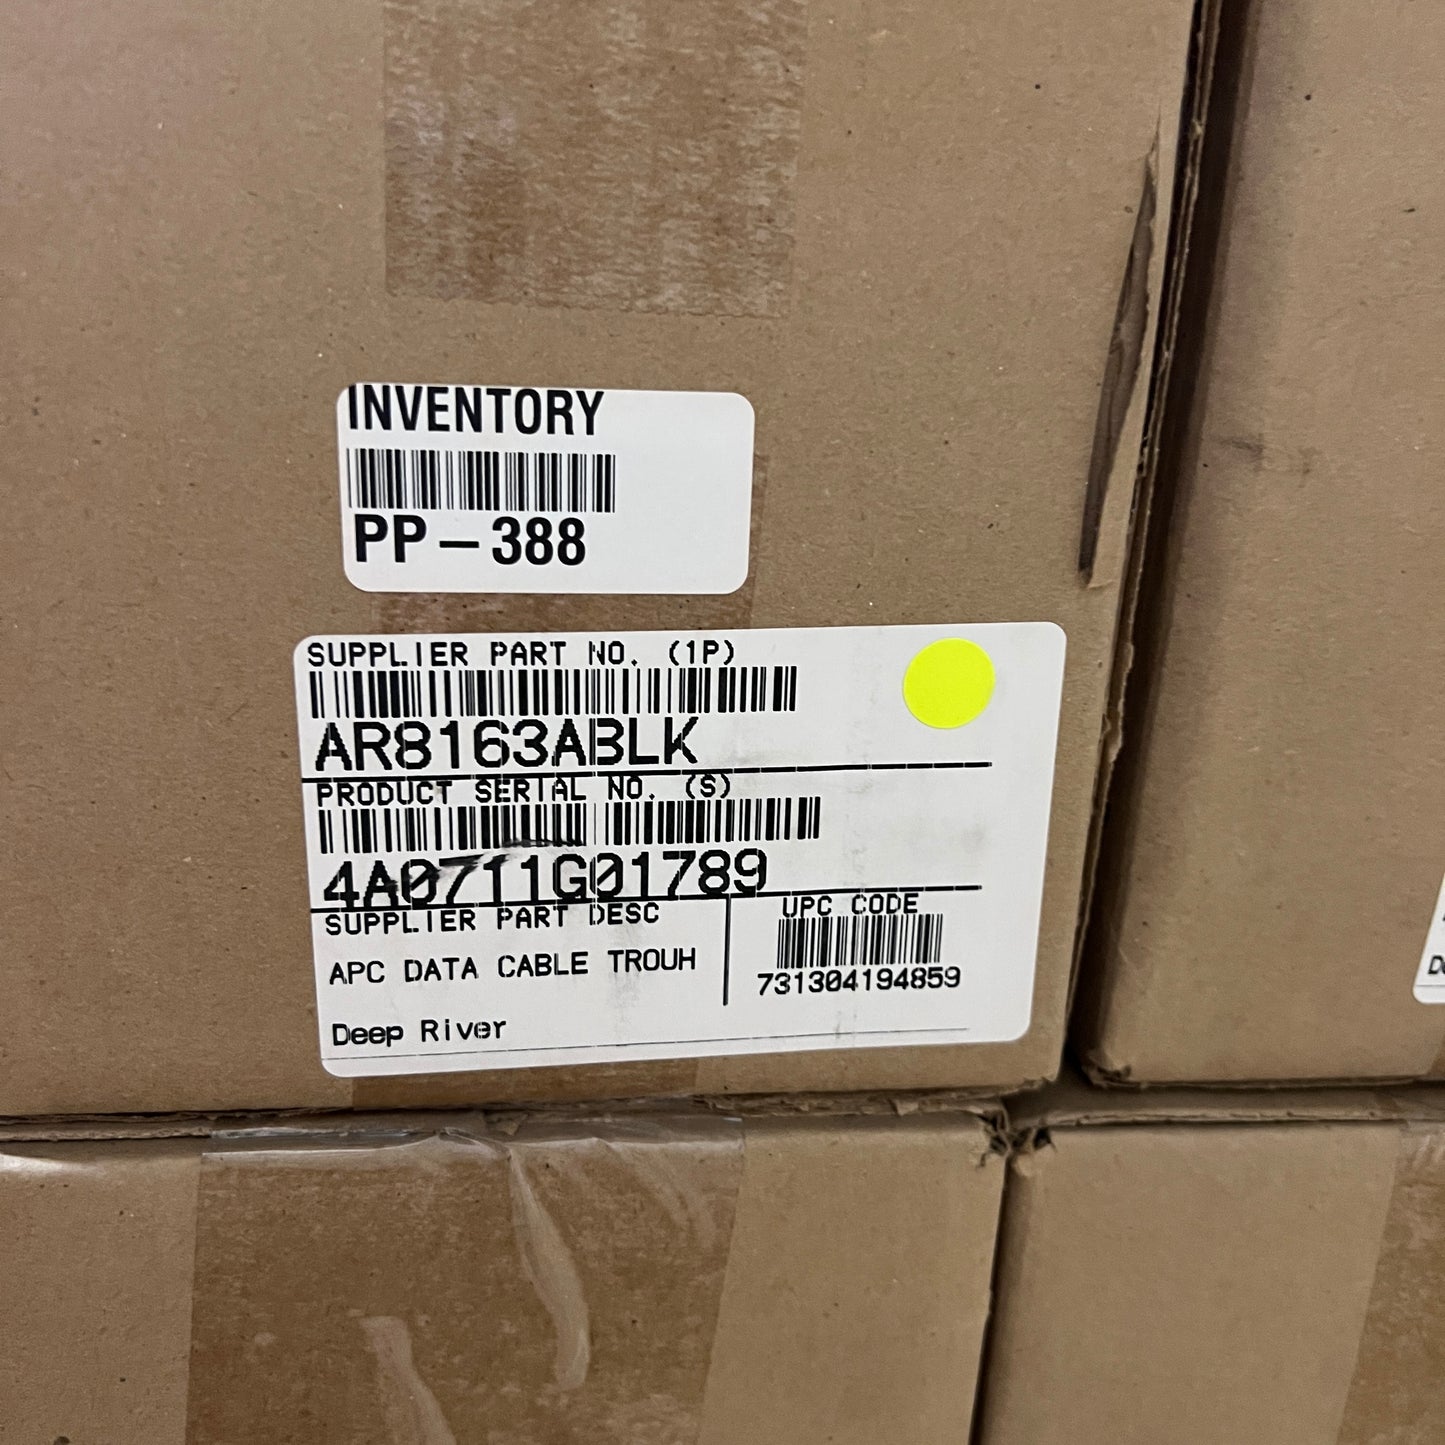 INVENTORY
PP-388
SUPPLIER PART NO. (1P)
AR8163ABLK
PRODUCT SERIAL NO. (S)
4A0711G01789
SUPPLIER PART DESC
UPC CODE
APC DATA CABLE TROUH
731304194859
Deep River